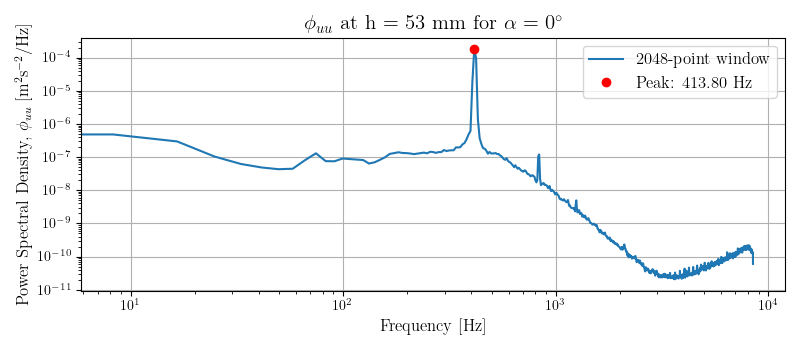 ϕ_uu at h = 53 mm for α = 0°
Power Spectral Density, ϕ_uu [m²s⁻²/Hz]
10⁻⁴
10⁻⁵
10⁻⁶
10⁻⁷
10⁻⁸
10⁻⁹
10⁻¹⁰
10⁻¹¹
2048-point window
Peak: 413.80 Hz
10¹ 10² 10³ 10⁴
Frequency [Hz]